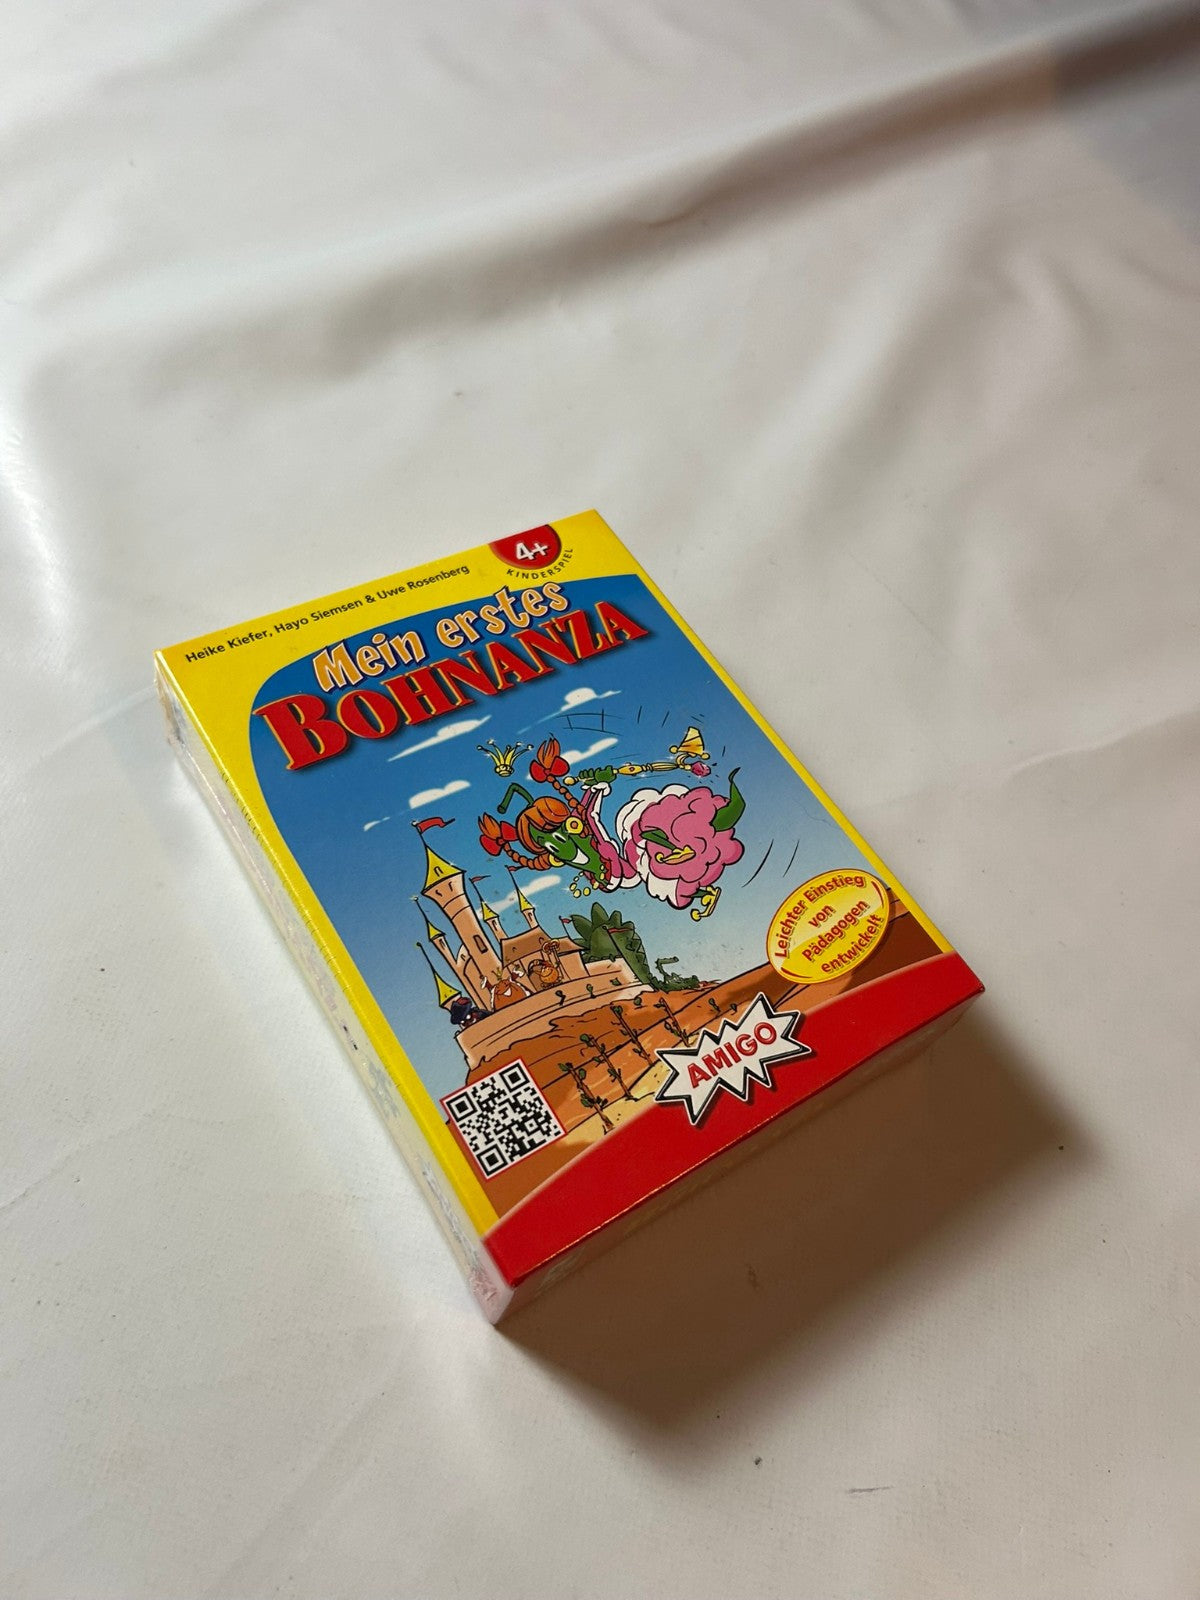 Heike Kiefer, Hayo Siemsen & Uwe Rosenberg
4+
KINDERSPIEL
Mein erstes
BOHNANZA
Leichter Einstieg
von
Pädagogen
entwickelt
AMIGO